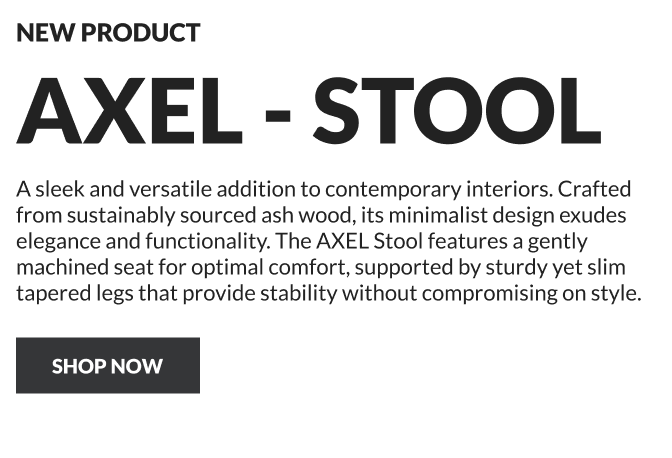 NEW PRODUCT
AXEL - STOOL
A sleek and versatile addition to contemporary interiors. Crafted
from sustainably sourced ash wood, its minimalist design exudes
elegance and functionality. The AXEL Stool features a gently
machined seat for optimal comfort, supported by sturdy yet slim
tapered legs that provide stability without compromising on style.
SHOP NOW